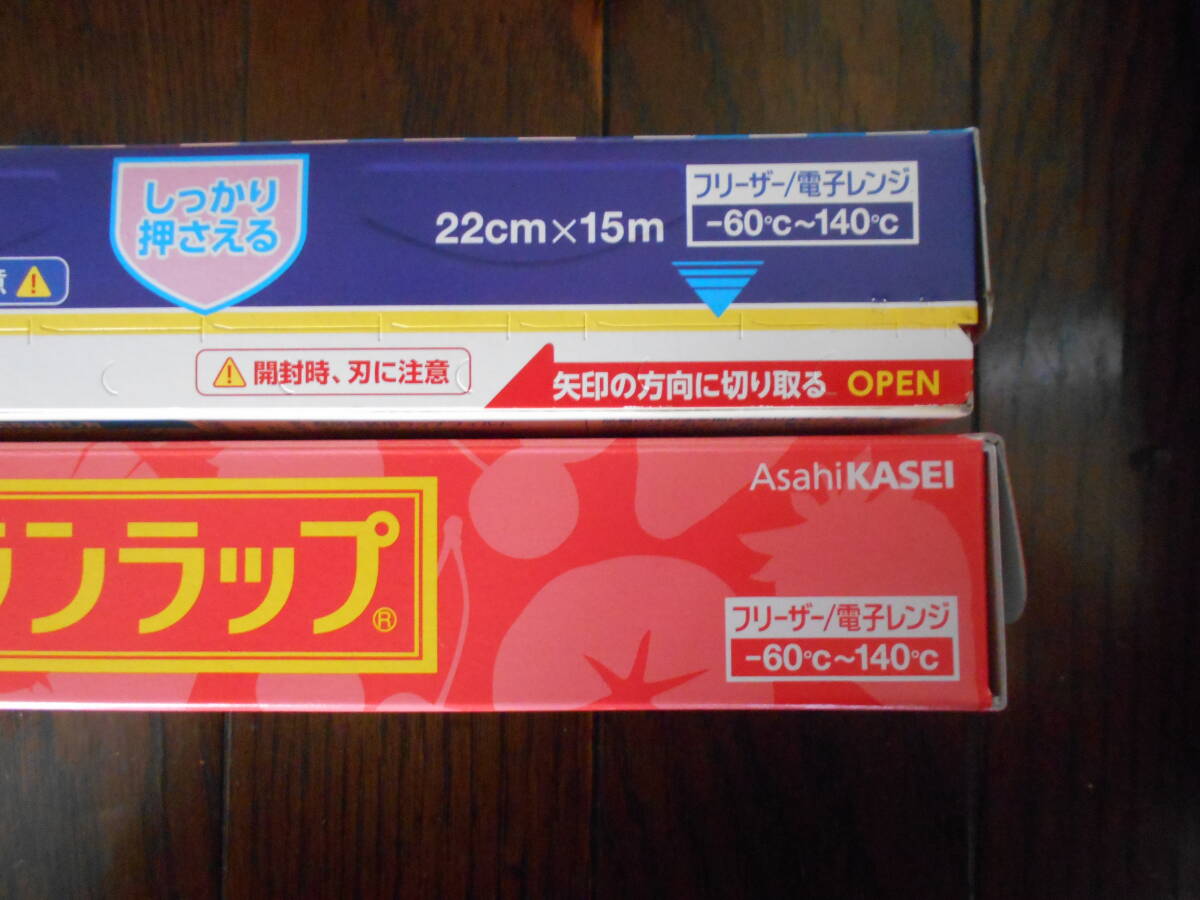 しっかり
押さえる
22cm×15m
フリーザー/電子レンジ
-60℃~140℃
開封時、刃に注意
矢印の方向に切り取る OPEN
AsahiKASEI
ランラップ®
フリーザー/電子レンジ
-60℃~140℃